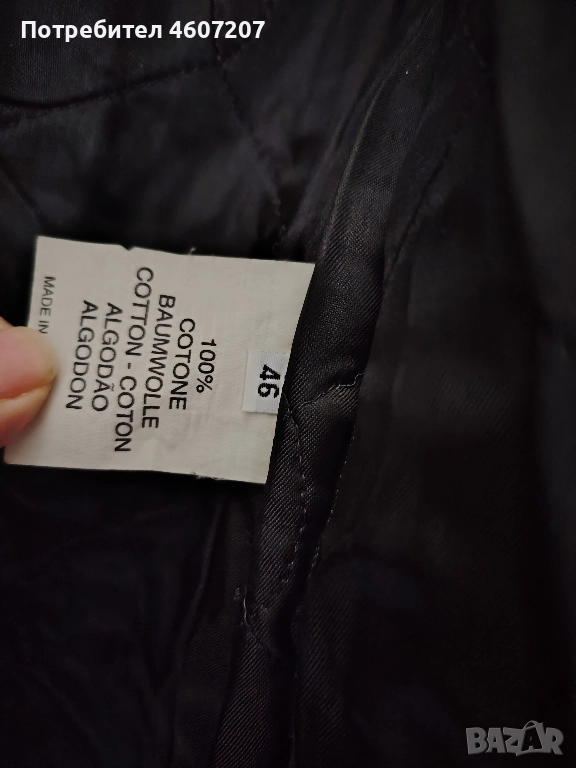 Потребител 4607207
46
100%
COTONE
BAUMWOLLE
COTTON - COTON
ALGODÃO
ALGODON
MADE IN
BAZAR